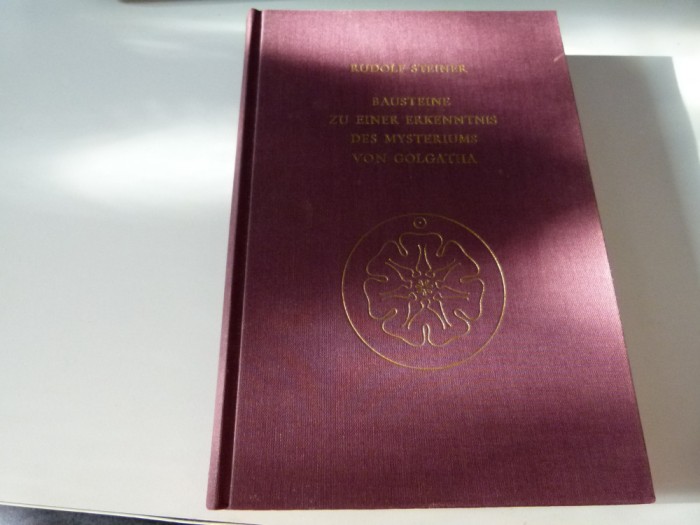 RUDOLF STEINER
BAUSTEINE
ZU EINER ERKENNTNIS
DES MYSTERIUMS
VON GOLGATHA